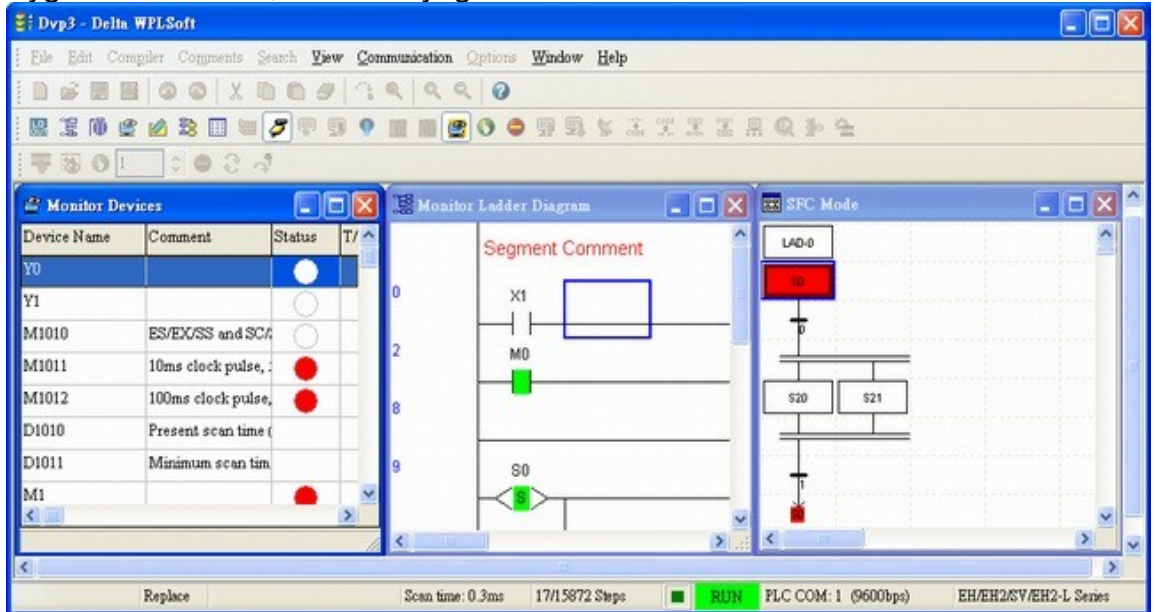 Dvp3 - Delta WPLSoft
File Edit Compiler Comments Search View Communication Options Window Help
1
Monitor Devices
Device Name Comment Status T/
Y0
Y1
M1010 ES/EX/SS and SC/
M1011 10ms clock pulse, :
M1012 100ms clock pulse,
D1010 Present scan time (
D1011 Minimum scan tim
M1
Monitor Ladder Diagram
Segment Comment
0 X1
2 M0
8
9 S0
S
SFC Mode
LAD-0
S0
0
S20 S21
1
S0
Replace Scan time: 0.3ms 17/15872 Steps RUN PLC COM: 1 (9600bps) EH/EH2/SV/EH2-L Series